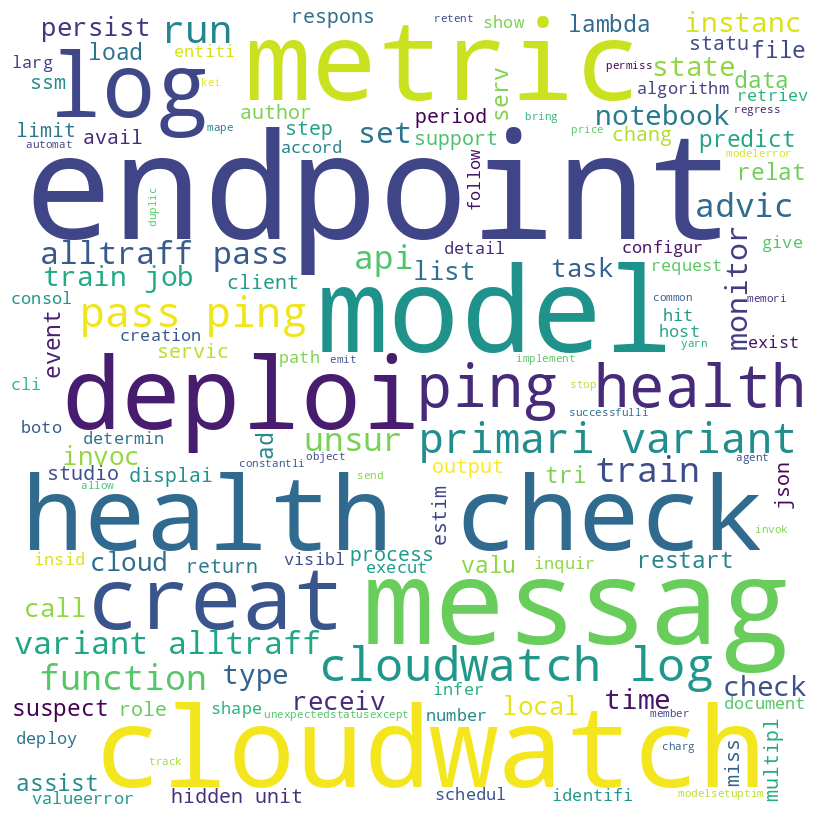 persist run respons retent show lambda instanc
log metric statu file
larg load entiti serv permiss state
ssm kei algorithm data
author period notebook retriev
limit avail mape step set support bring price chang predict regress
automat accord modelerror
endpoint follow relat
duplic advic
alltraff pass api detail configur give
train job client list task request monitor
consol model common memori
pass ping hit
event creation host exist
servic path emit implement yarn
cli deploi ping health stop
boto successfulli
determin ad unsur primari variant
invoc constantli object agent
studio displai output tri train json
allow send
health check estim invok
insid cloud return visibl process valu inquir restart
execut
call creat messag
variant alltraff
function type cloudwatch log
infer check
suspect role shape receiv local time document
unexpectedstatusexcept number member
deploy cloudwatch charg miss multipl
track
assist
valueerror hidden unit schedul identifi modelsetuptim